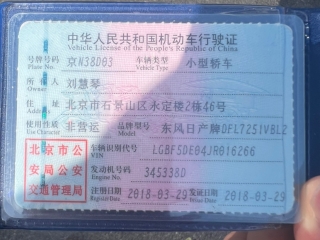 中华人民共和国机动车行驶证
Vehicle License of the People's Republic of China
号牌号码 京N38D03 车辆类型 小型轿车
Plate No. Vehicle Type
所有人 刘慧琴
Owner
住址 北京市石景山区永定楼2栋46号
Address
使用性质 非营运 品牌型号 东风日产牌DFL7251VBL2
Use Character Model
北京市公
安局公安
交通管理局
车辆识别代号 LGBF5DE04JR016266
VIN
发动机号码 345338D
Engine No.
注册日期 2018-03-29 发证日期 2018-03-29
Register Date Issue Date